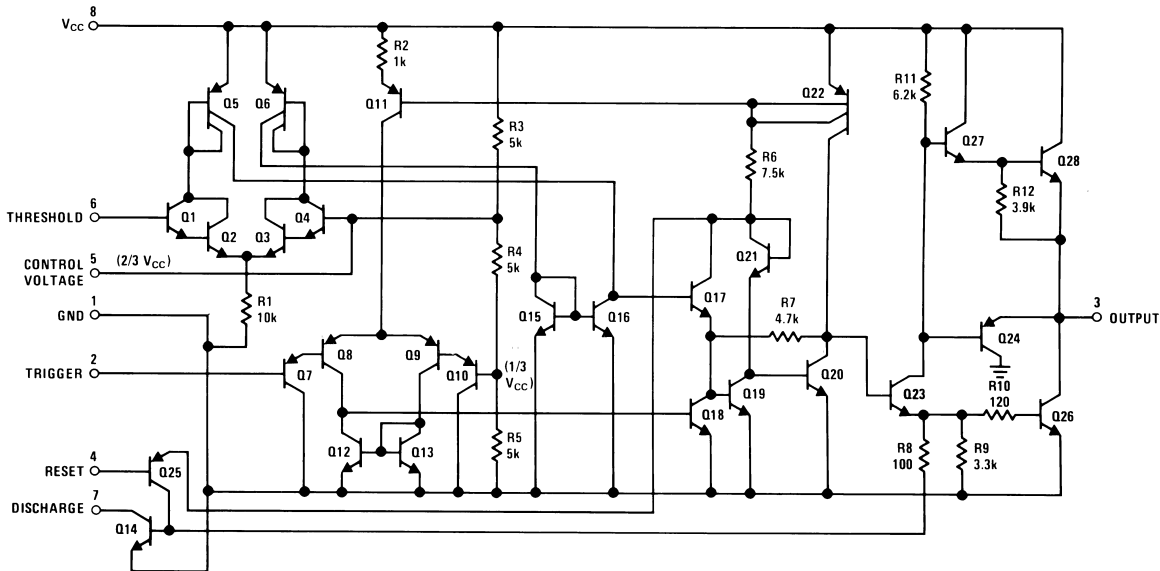 8
VCC
R2
1k
Q5
Q6
Q11
Q22
R11
6.2k
R3
5k
Q27
Q28
R6
7.5k
R12
3.9k
6
THRESHOLD
Q1
Q2
Q3
Q4
5
CONTROL
VOLTAGE
(2/3 VCC)
R4
5k
Q21
1
GND
R1
10k
Q15
Q16
Q17
R7
4.7k
3
OUTPUT
Q24
2
TRIGGER
Q8
Q9
Q7
Q10
(1/3
VCC)
Q18
Q19
Q20
Q23
R10
120
Q26
Q12
Q13
R5
5k
R8
100
R9
3.3k
4
RESET
Q25
7
DISCHARGE
Q14